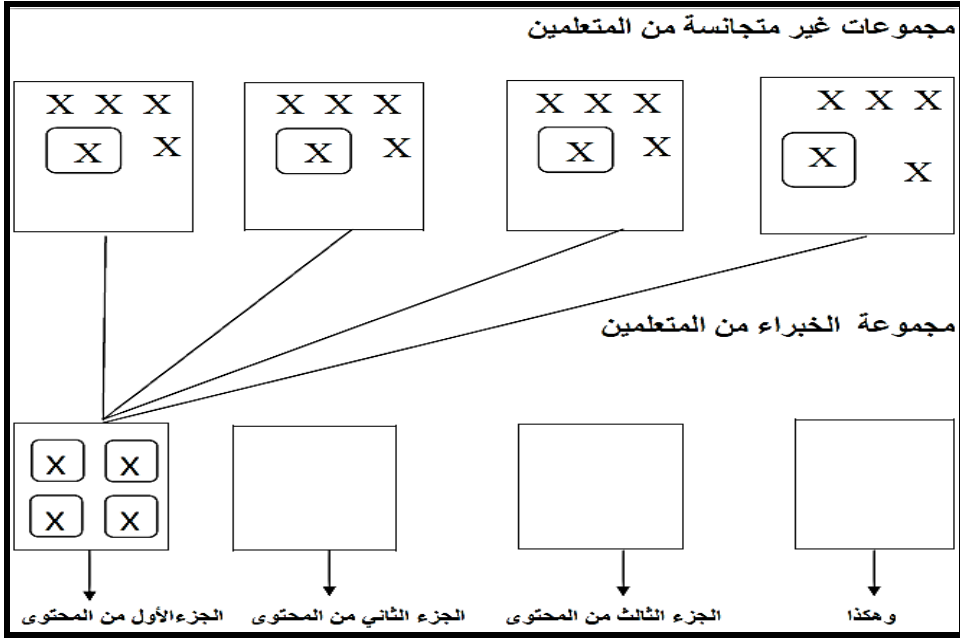 مجموعات غير متجانسة من المتعلمين
X X X X X X X X X X X X
X X X X X X X X
مجموعة الخبراء من المتعلمين
X X
X X
وهكذا الجزء الثالث من المحتوى الجزء الثاني من المحتوى الجزءالأول من المحتوى